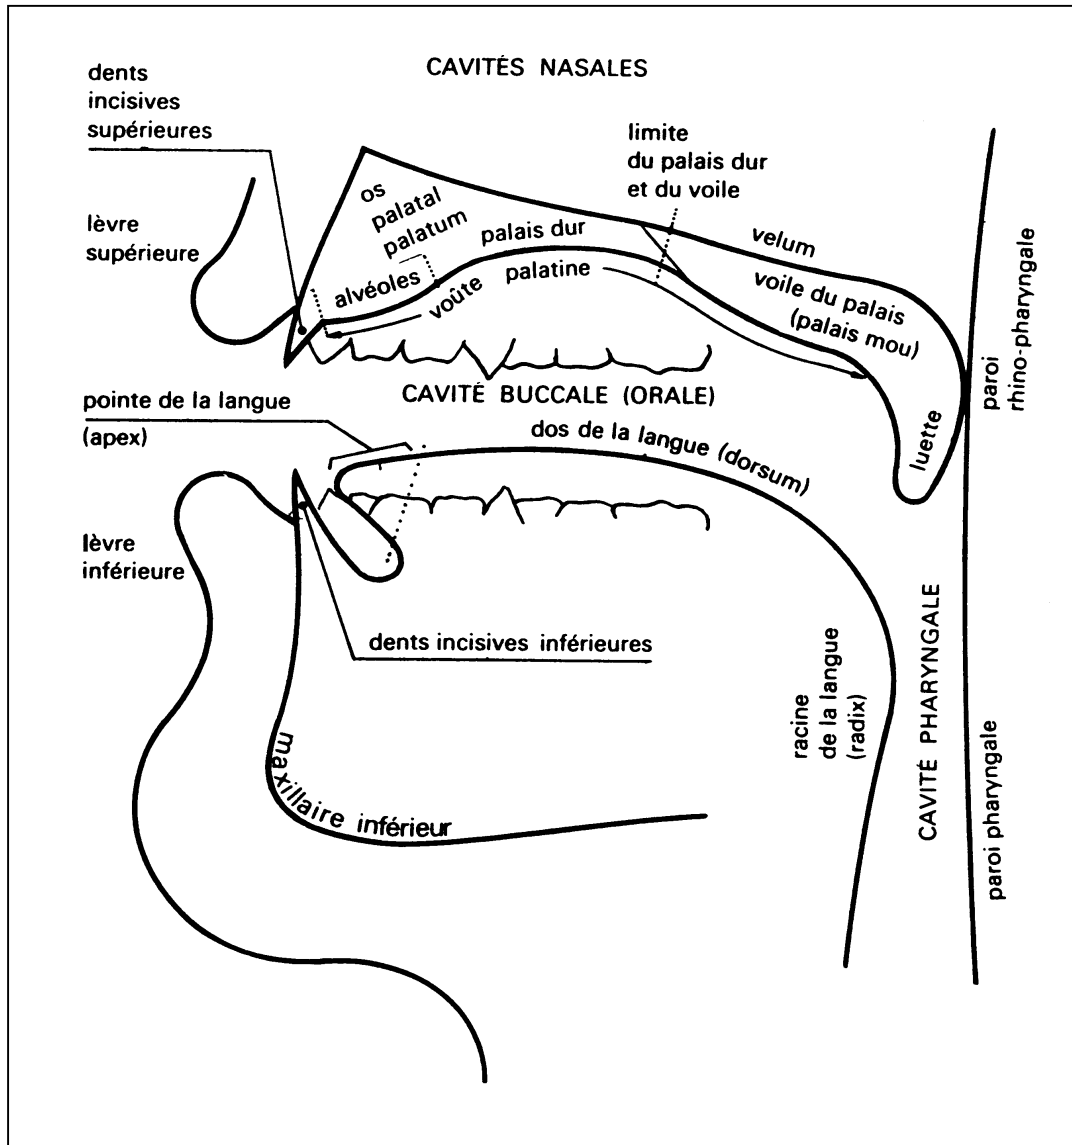 CAVITÉS NASALES
dents
incisives
supérieures
limite
du palais dur
et du voile
lèvre
supérieure
os
palatal
palatum
palais dur
velum
alvéoles
voûte
palatine
voile du palais
(palais mou)
paroi
rhino-pharyngale
CAVITÉ BUCCALE (ORALE)
pointe de la langue
(apex)
dos de la langue (dorsum)
luette
lèvre
inférieure
dents incisives inférieures
racine
de la langue
(radix)
CAVITÉ PHARYNGALE
paroi pharyngale
maxillaire inférieur